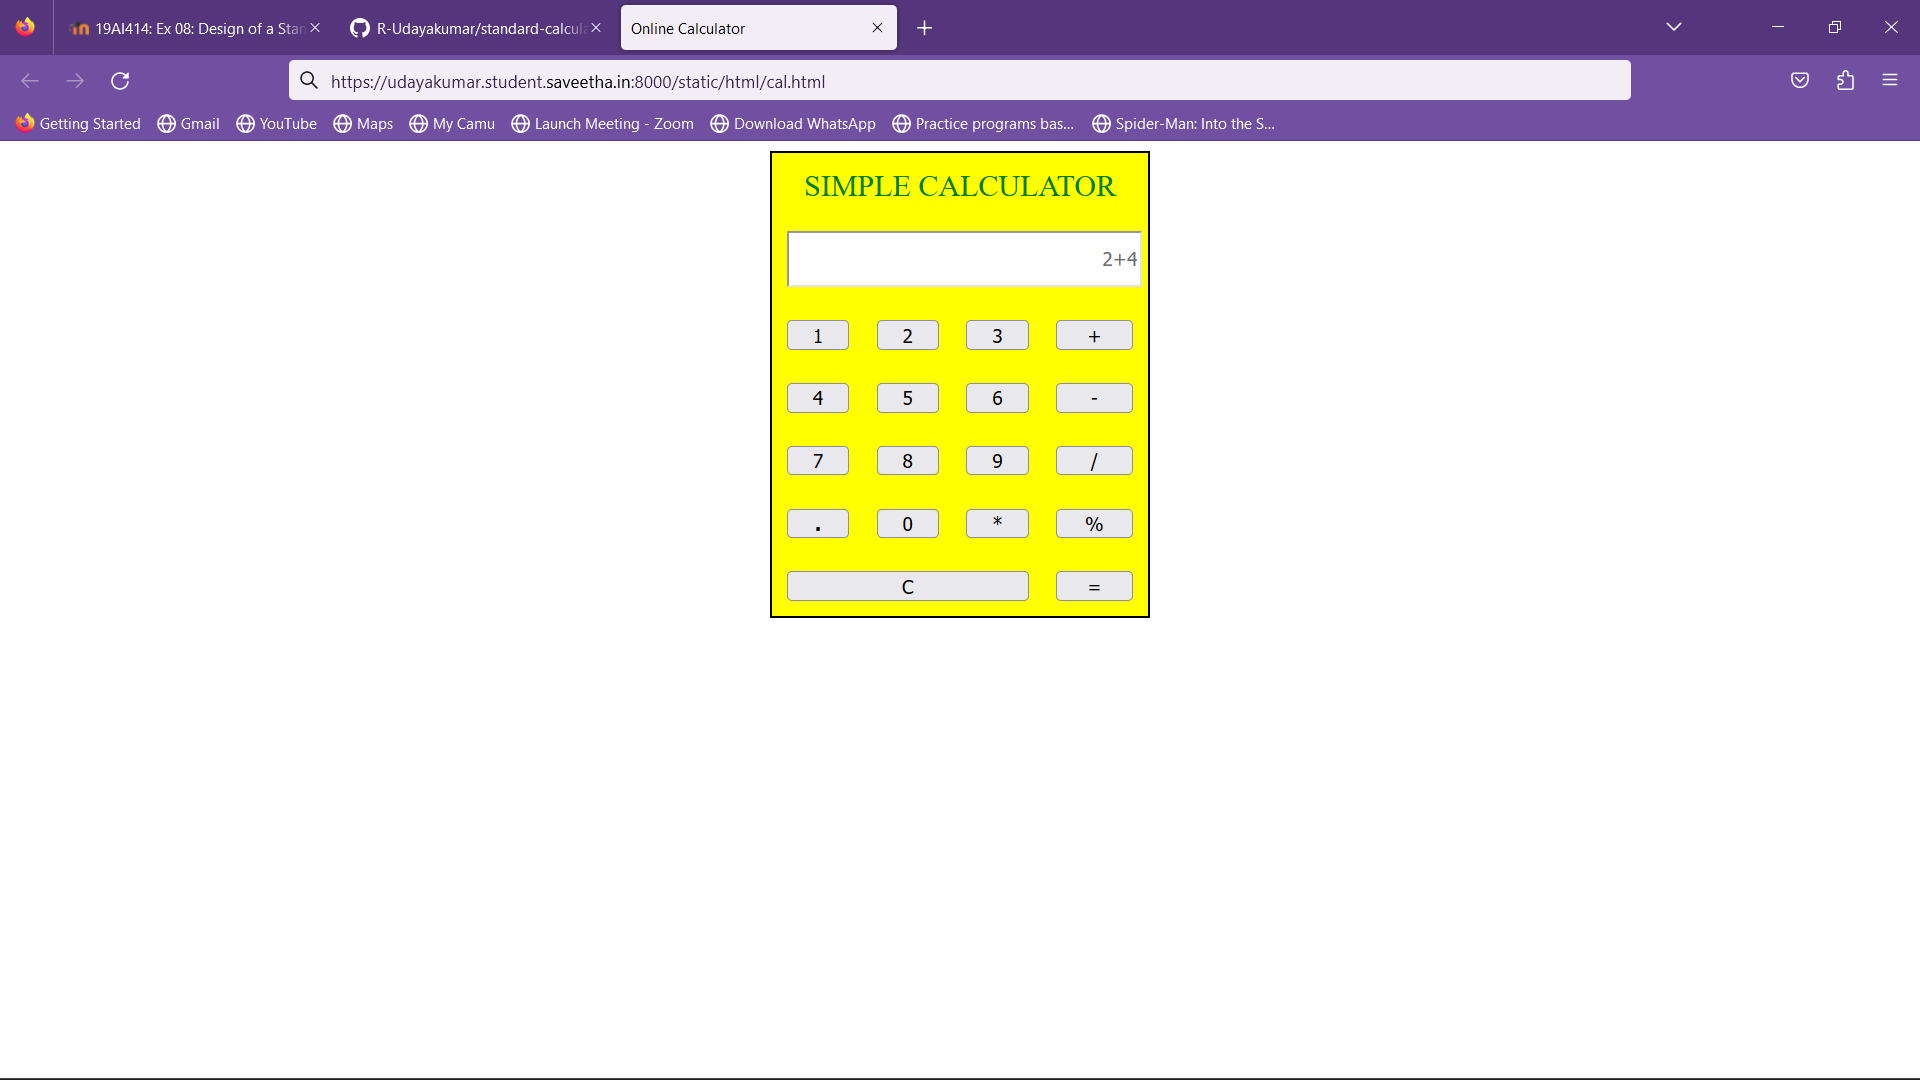 19AI414: Ex 08: Design of a Stan
R-Udayakumar/standard-calcula
Online Calculator
https://udayakumar.student.saveetha.in:8000/static/html/cal.html
Getting Started Gmail YouTube Maps My Camu Launch Meeting - Zoom Download WhatsApp Practice programs bas... Spider-Man: Into the S...
SIMPLE CALCULATOR
2+4
1 2 3 +
4 5 6 -
7 8 9 /
. 0 * %
C =